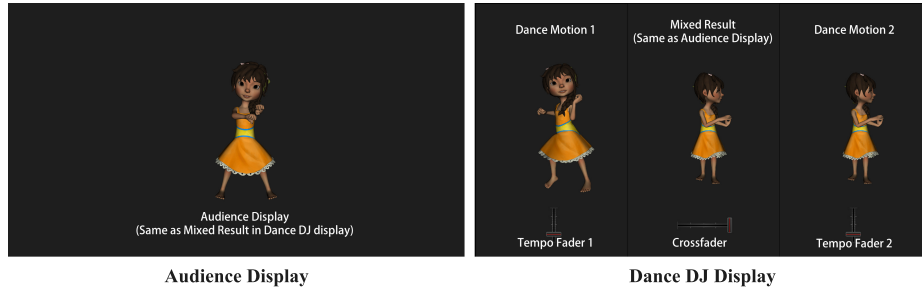 Audience Display
(Same as Mixed Result in Dance DJ display)
Audience Display
Dance Motion 1
Mixed Result
(Same as Audience Display)
Dance Motion 2
Tempo Fader 1
Crossfader
Tempo Fader 2
Dance DJ Display